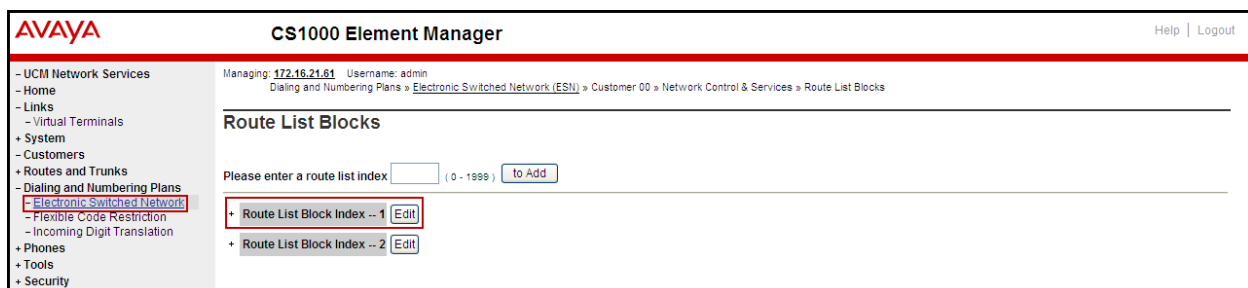 AVAYA
CS1000 Element Manager
Help | Logout
– UCM Network Services
– Home
– Links
– Virtual Terminals
+ System
– Customers
+ Routes and Trunks
– Dialing and Numbering Plans
– Electronic Switched Network
– Flexible Code Restriction
– Incoming Digit Translation
+ Phones
+ Tools
+ Security
Managing: 172.16.21.61 Username: admin
Dialing and Numbering Plans » Electronic Switched Network (ESN) » Customer 00 » Network Control & Services » Route List Blocks
Route List Blocks
Please enter a route list index ( 0 - 1999 ) to Add
+ Route List Block Index -- 1 Edit
+ Route List Block Index -- 2 Edit